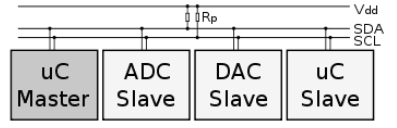 Vdd
Rp
SDA
SCL
uC ADC DAC uC
Master Slave Slave Slave